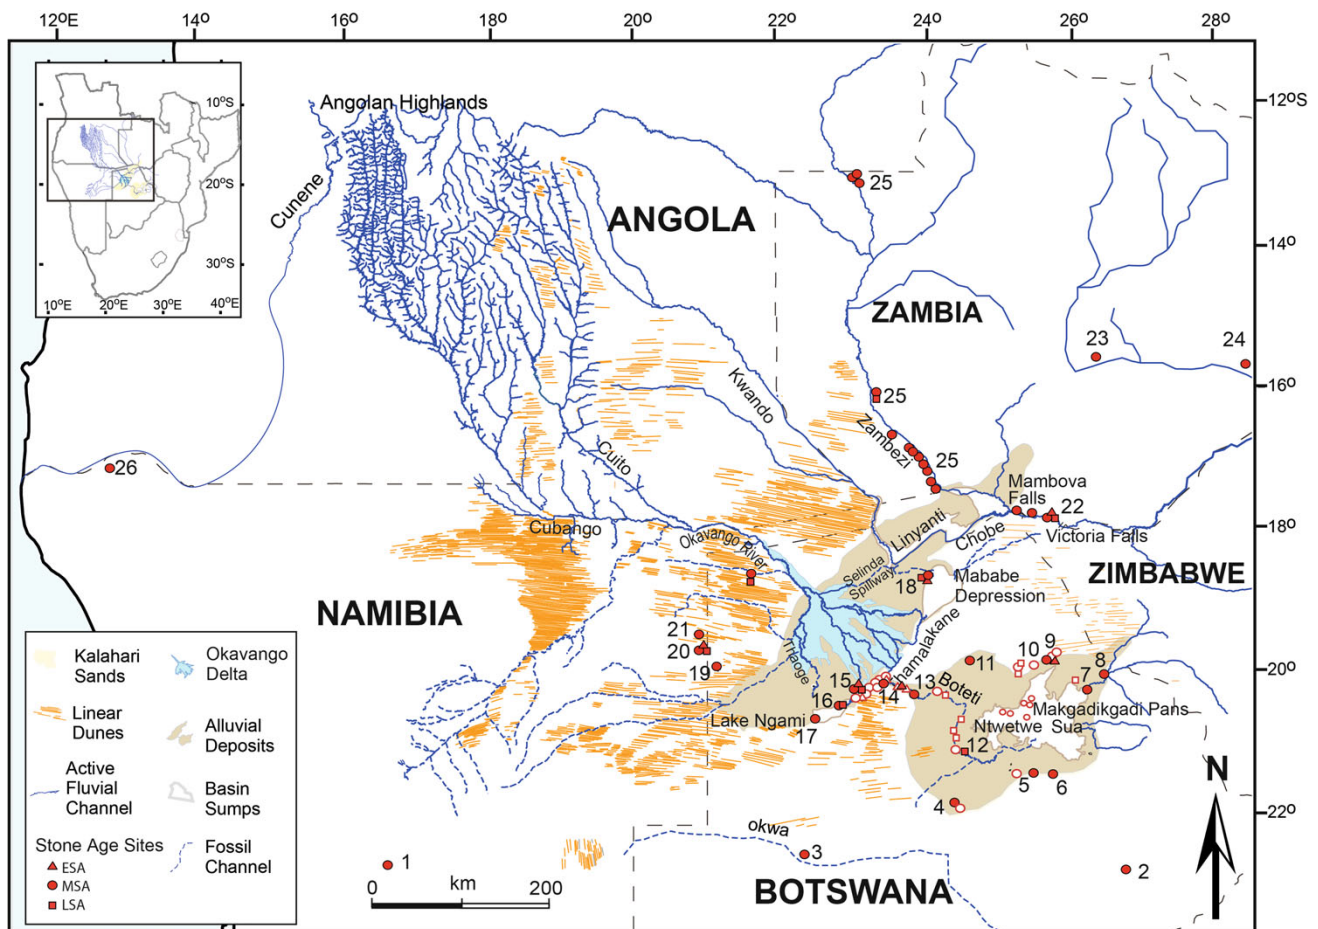 12ºE
14º
16º
18º
20º
22º
24º
26º
28º
Angolan Highlands
10ºS
20ºS
30ºS
10ºE
20ºE
30ºE
40ºE
12ºS
14º
16º
18º
20º
22º
Cunene
ANGOLA
25
ZAMBIA
23
24
25
Kwando
Zambezi
25
Cuito
26
Mambova
Falls
22
Linyanti
Chobe
Victoria Falls
Cubango
Okavango River
Selinda
Spillway
18
Mababe
Depression
ZIMBABWE
NAMIBIA
21
20
19
Thaoge
Thamalakane
15
14
13
16
Lake Ngami
17
Boteti
11
10
9
8
7
Makgadikgadi Pans
Ntwetwe
Sua
12
5
6
4
okwa
3
2
1
BOTSWANA
N
0
km
200
Kalahari
Sands
Okavango
Delta
Linear
Dunes
Alluvial
Deposits
Active
Fluvial
Channel
Basin
Sumps
Stone Age Sites
ESA
MSA
LSA
Fossil
Channel